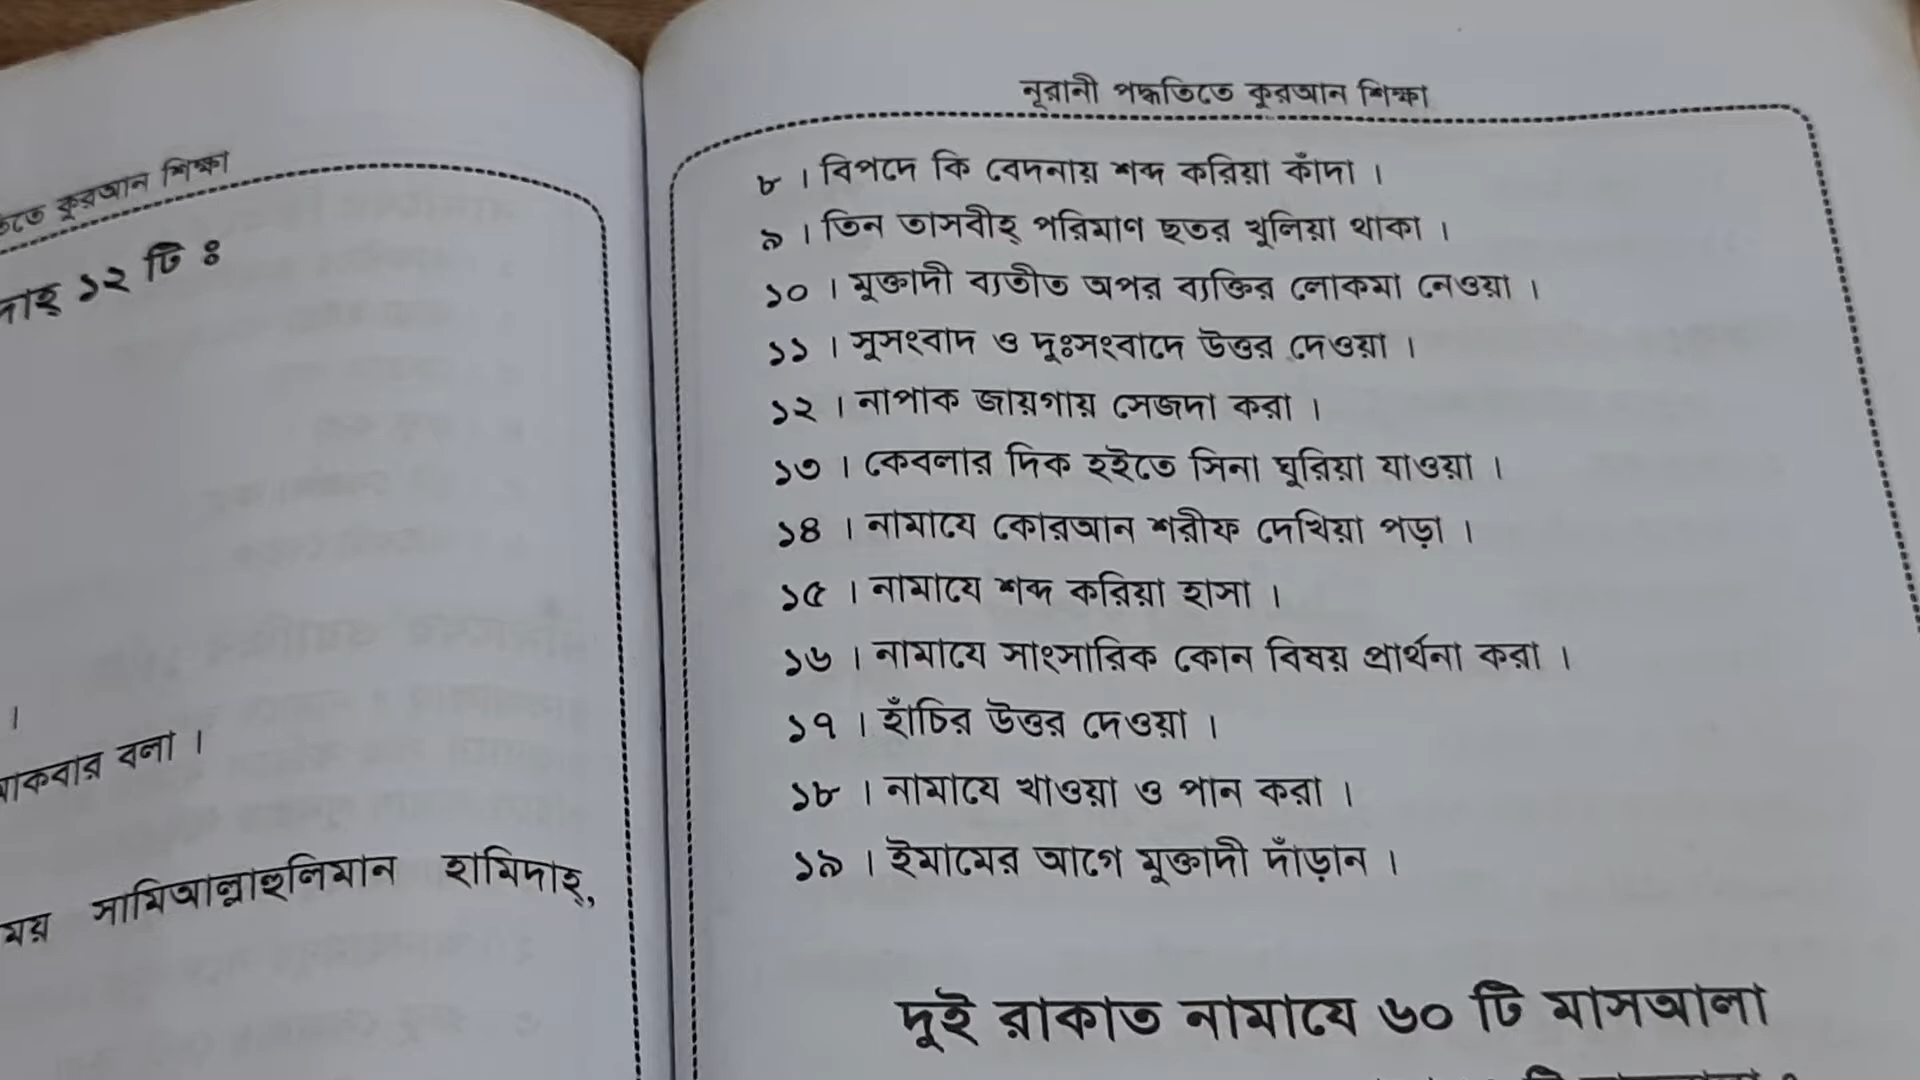 কুরআন শিক্ষা
১২ টি ঃ
।
বলা ।
সামিআল্লাহুলিমান হামিদাহ্,
নূরানী পদ্ধতিতে কুরআন শিক্ষা
৮ । বিপদে কি বেদনায় শব্দ করিয়া কাঁদা ।
৯ । তিন তাসবীহ্ পরিমাণ ছতর খুলিয়া থাকা ।
১০ । মুক্তাদী ব্যতীত অপর ব্যক্তির লোকমা নেওয়া ।
১১ । সুসংবাদ ও দুঃসংবাদে উত্তর দেওয়া ।
১২ । নাপাক জায়গায় সেজদা করা ।
১৩ । কেবলার দিক হইতে সিনা ঘুরিয়া যাওয়া ।
১৪ । নামাযে কোরআন শরীফ দেখিয়া পড়া ।
১৫ । নামাযে শব্দ করিয়া হাসা ।
১৬ । নামাযে সাংসারিক কোন বিষয় প্রার্থনা করা ।
১৭ । হাঁচির উত্তর দেওয়া ।
১৮ । নামাযে খাওয়া ও পান করা ।
১৯ । ইমামের আগে মুক্তাদী দাঁড়ান ।
দুই রাকাত নামাযে ৬০ টি মাসআলা